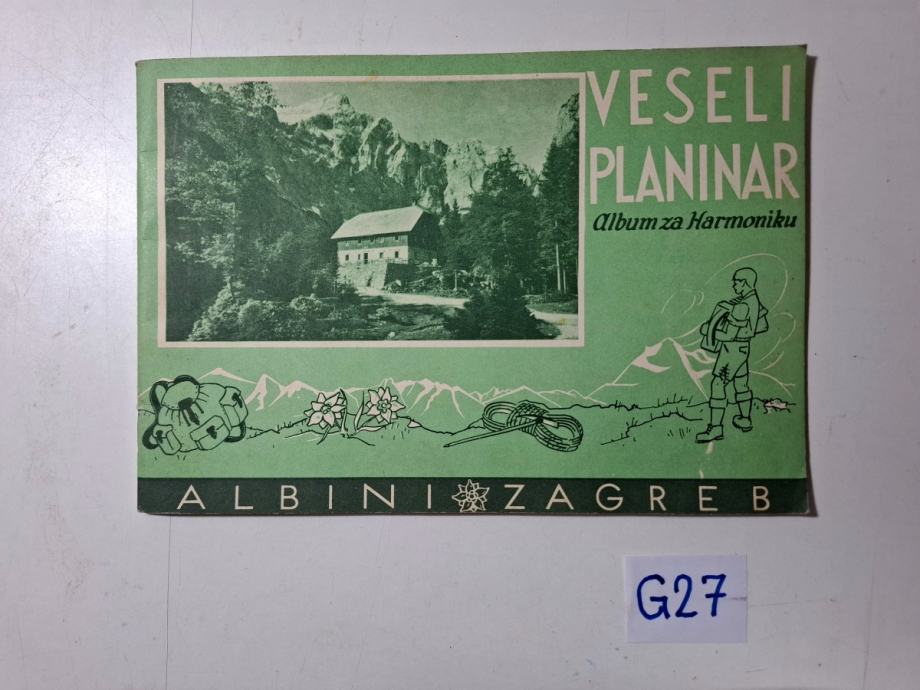 VESELI
PLANINAR
Album za Harmoniku
ALBINI ZAGREB
G27